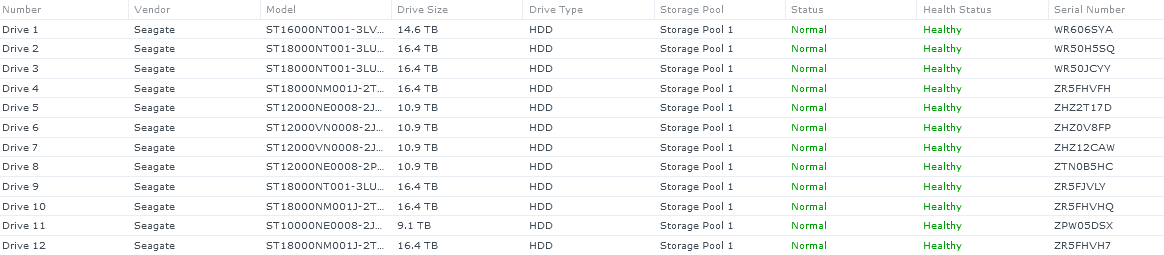 Number Vendor Model Drive Size Drive Type Storage Pool Status Health Status Serial Number
Drive 1 Seagate ST16000NT001-3LV... 14.6 TB HDD Storage Pool 1 Normal Healthy WR606SYA
Drive 2 Seagate ST18000NT001-3LU... 16.4 TB HDD Storage Pool 1 Normal Healthy WR50H5SQ
Drive 3 Seagate ST18000NT001-3LU... 16.4 TB HDD Storage Pool 1 Normal Healthy WR50JCYY
Drive 4 Seagate ST18000NM001J-2T... 16.4 TB HDD Storage Pool 1 Normal Healthy ZR5FHVFH
Drive 5 Seagate ST12000NE0008-2J... 10.9 TB HDD Storage Pool 1 Normal Healthy ZHZ2T17D
Drive 6 Seagate ST12000VN0008-2J... 10.9 TB HDD Storage Pool 1 Normal Healthy ZHZ0V8FP
Drive 7 Seagate ST12000VN0008-2J... 10.9 TB HDD Storage Pool 1 Normal Healthy ZHZ12CAW
Drive 8 Seagate ST12000NE0008-2P... 10.9 TB HDD Storage Pool 1 Normal Healthy ZTN0B5HC
Drive 9 Seagate ST18000NT001-3LU... 16.4 TB HDD Storage Pool 1 Normal Healthy ZR5FJVLY
Drive 10 Seagate ST18000NM001J-2T... 16.4 TB HDD Storage Pool 1 Normal Healthy ZR5FHVHQ
Drive 11 Seagate ST10000NE0008-2J... 9.1 TB HDD Storage Pool 1 Normal Healthy ZPW05DSX
Drive 12 Seagate ST18000NM001J-2T... 16.4 TB HDD Storage Pool 1 Normal Healthy ZR5FHVH7